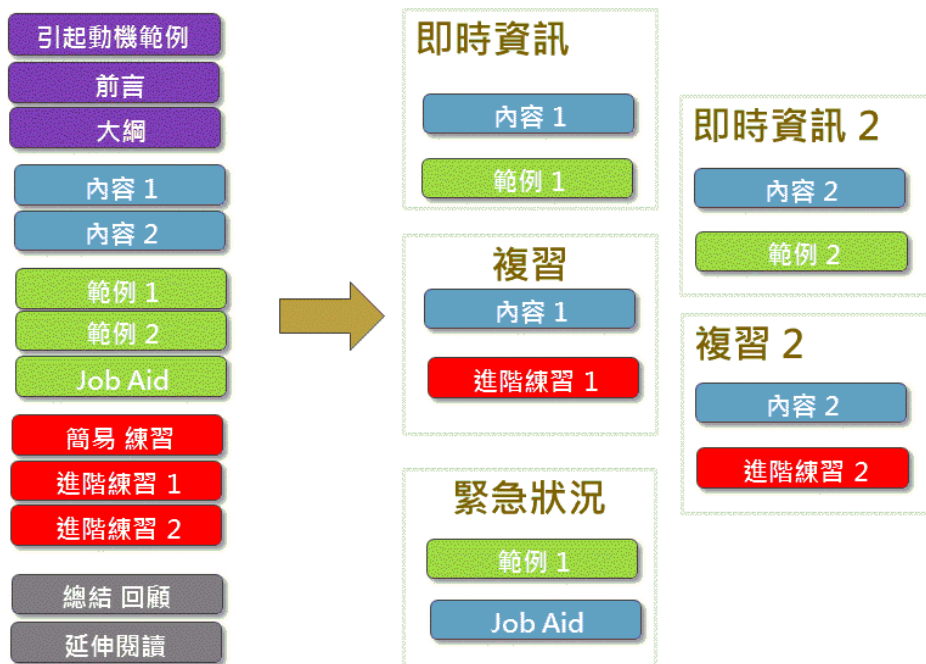 引起動機範例
前言
大綱
內容 1
內容 2
範例 1
範例 2
Job Aid
簡易 練習
進階練習 1
進階練習 2
總結 回顧
延伸閱讀
即時資訊
內容 1
範例 1
複習
內容 1
進階練習 1
緊急狀況
範例 1
Job Aid
即時資訊 2
內容 2
範例 2
複習 2
內容 2
進階練習 2